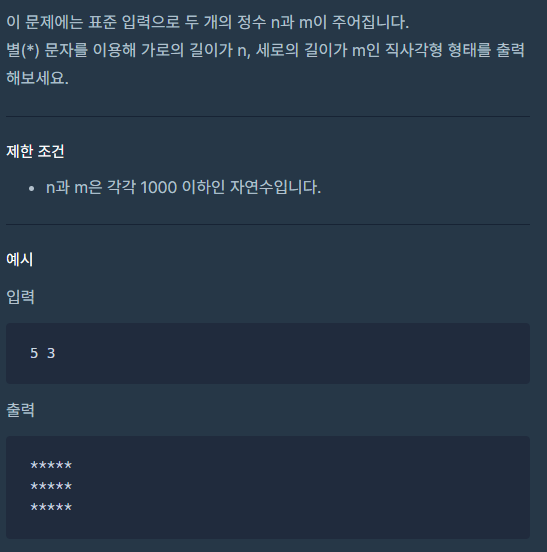 이 문제에는 표준 입력으로 두 개의 정수 n과 m이 주어집니다.
별(*) 문자를 이용해 가로의 길이가 n, 세로의 길이가 m인 직사각형 형태를 출력
해보세요.
제한 조건
• n과 m은 각각 1000 이하인 자연수입니다.
예시
입력
5 3
출력
*****
*****
*****